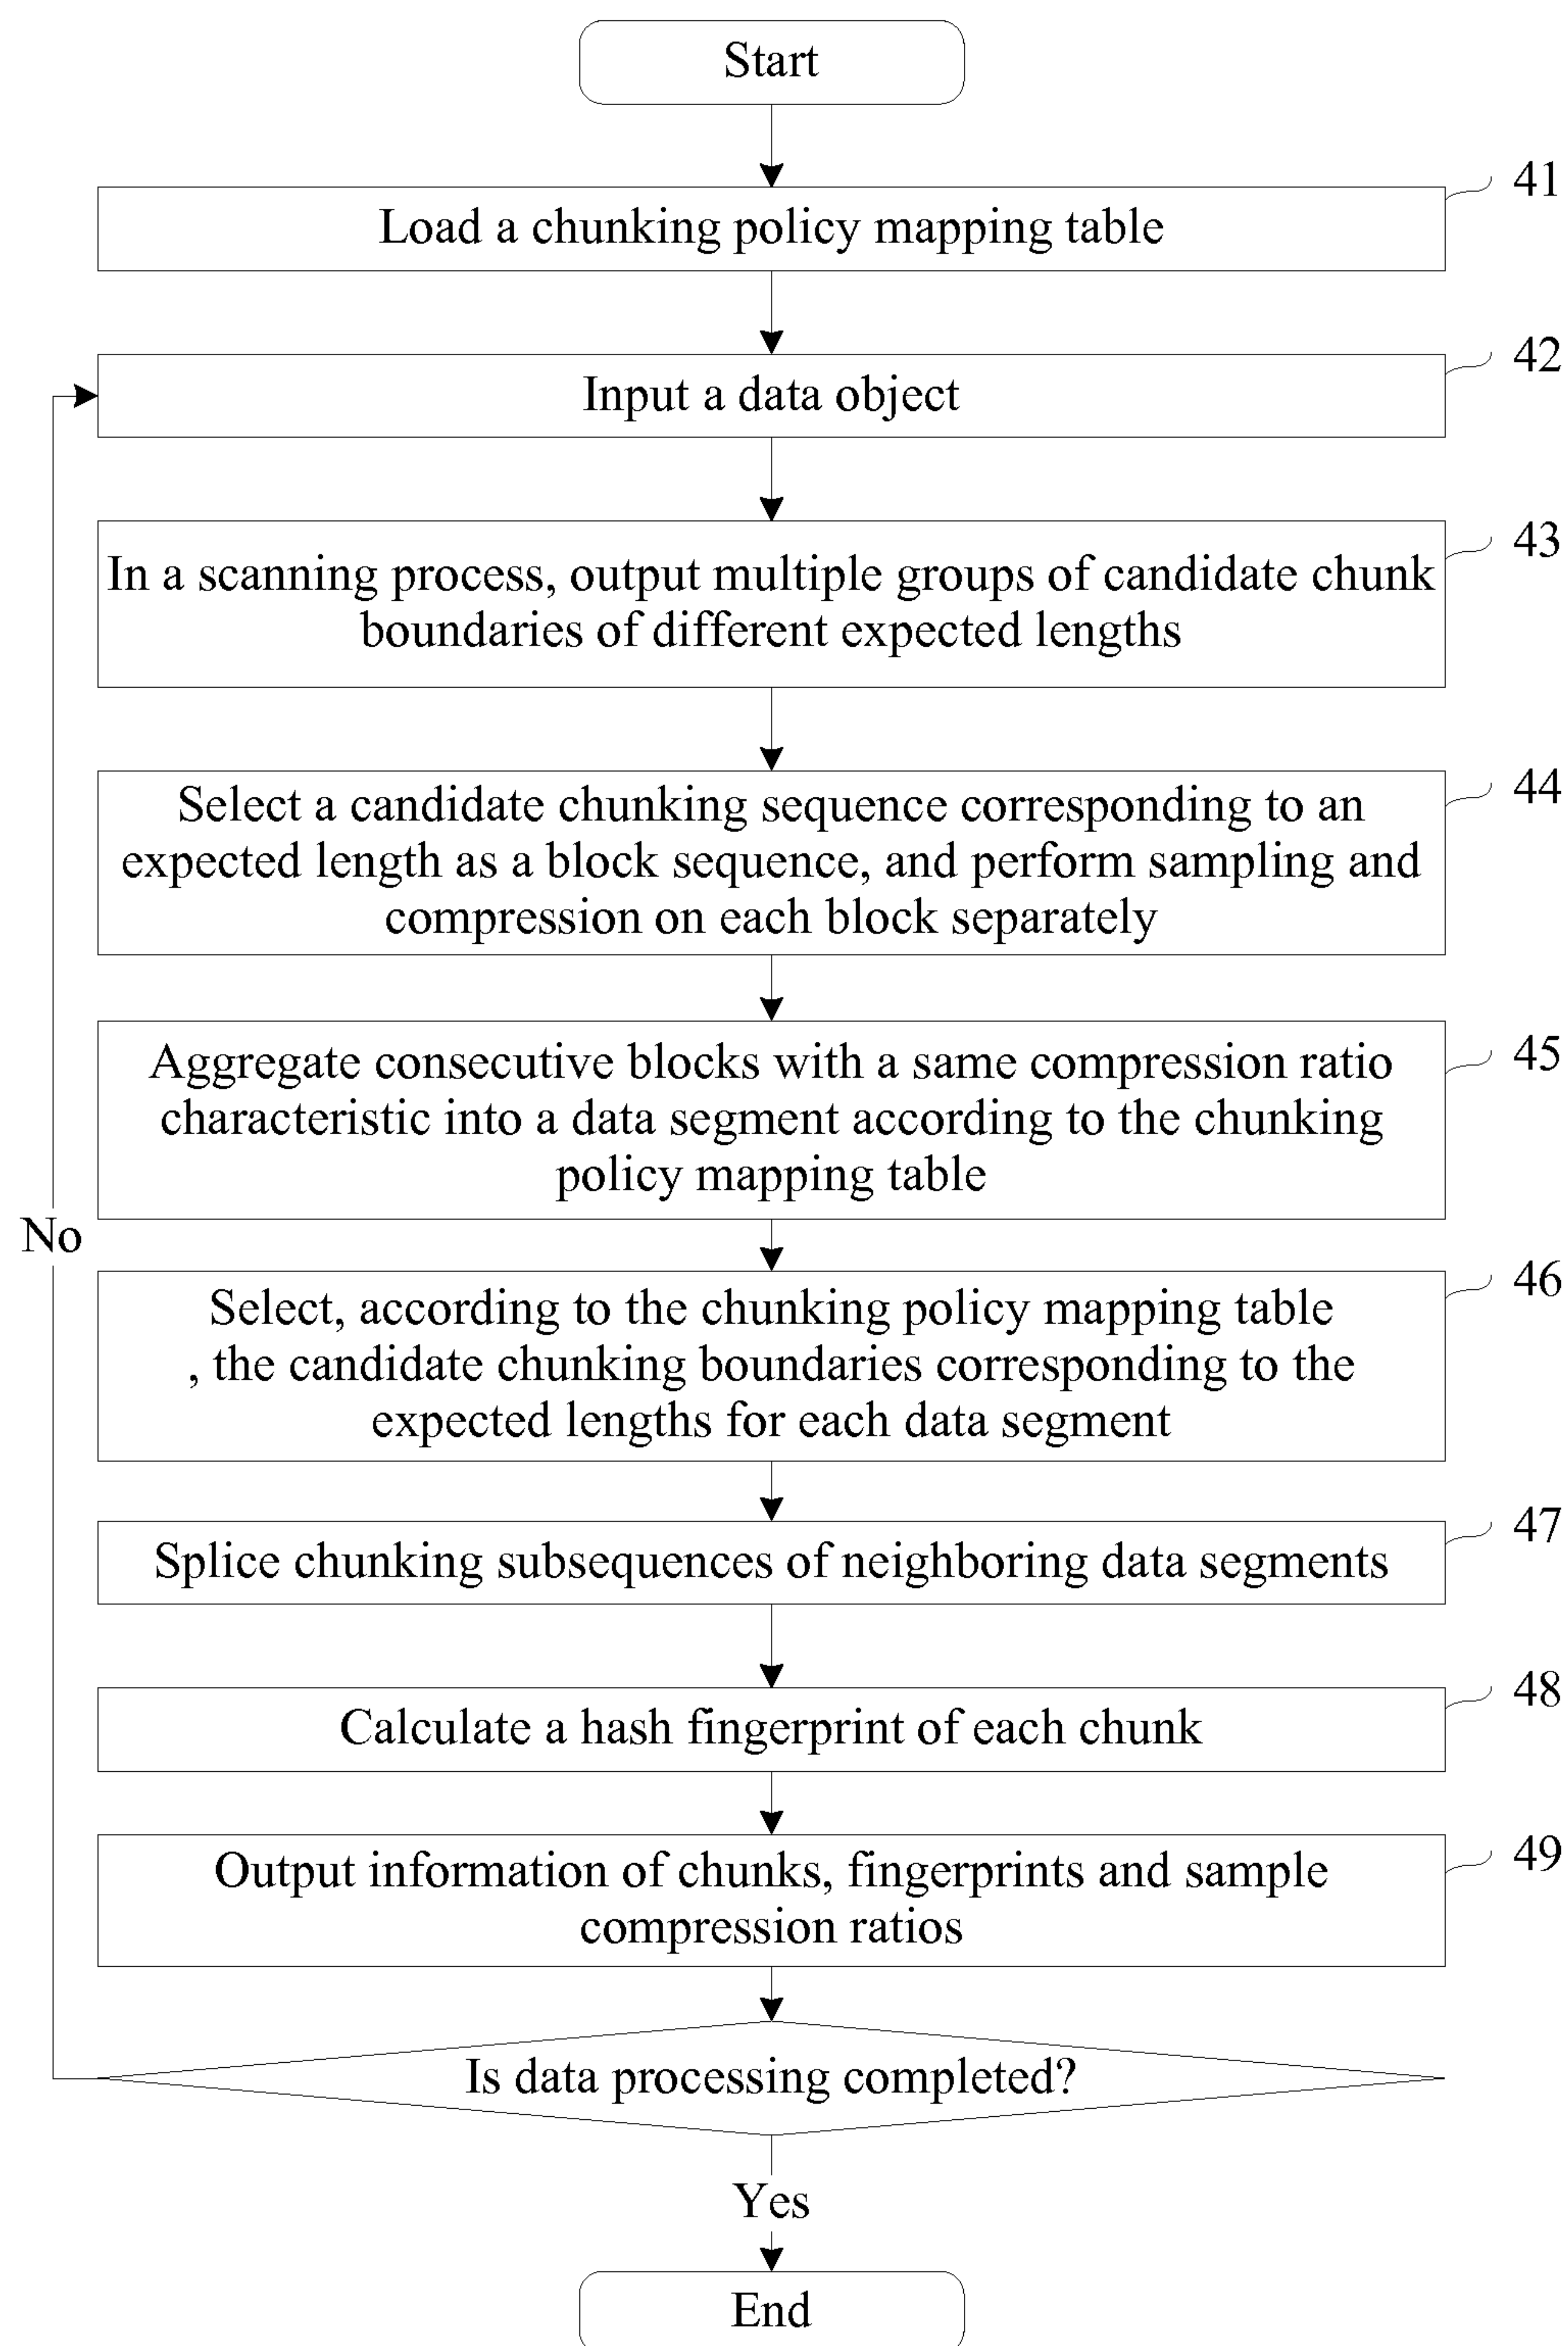 Start
41
Load a chunking policy mapping table
42
Input a data object
43
In a scanning process, output multiple groups of candidate chunk
boundaries of different expected lengths
44
Select a candidate chunking sequence corresponding to an
expected length as a block sequence, and perform sampling and
compression on each block separately
45
Aggregate consecutive blocks with a same compression ratio
characteristic into a data segment according to the chunking
policy mapping table
No
46
Select, according to the chunking policy mapping table
, the candidate chunking boundaries corresponding to the
expected lengths for each data segment
47
Splice chunking subsequences of neighboring data segments
48
Calculate a hash fingerprint of each chunk
49
Output information of chunks, fingerprints and sample
compression ratios
Is data processing completed?
Yes
End